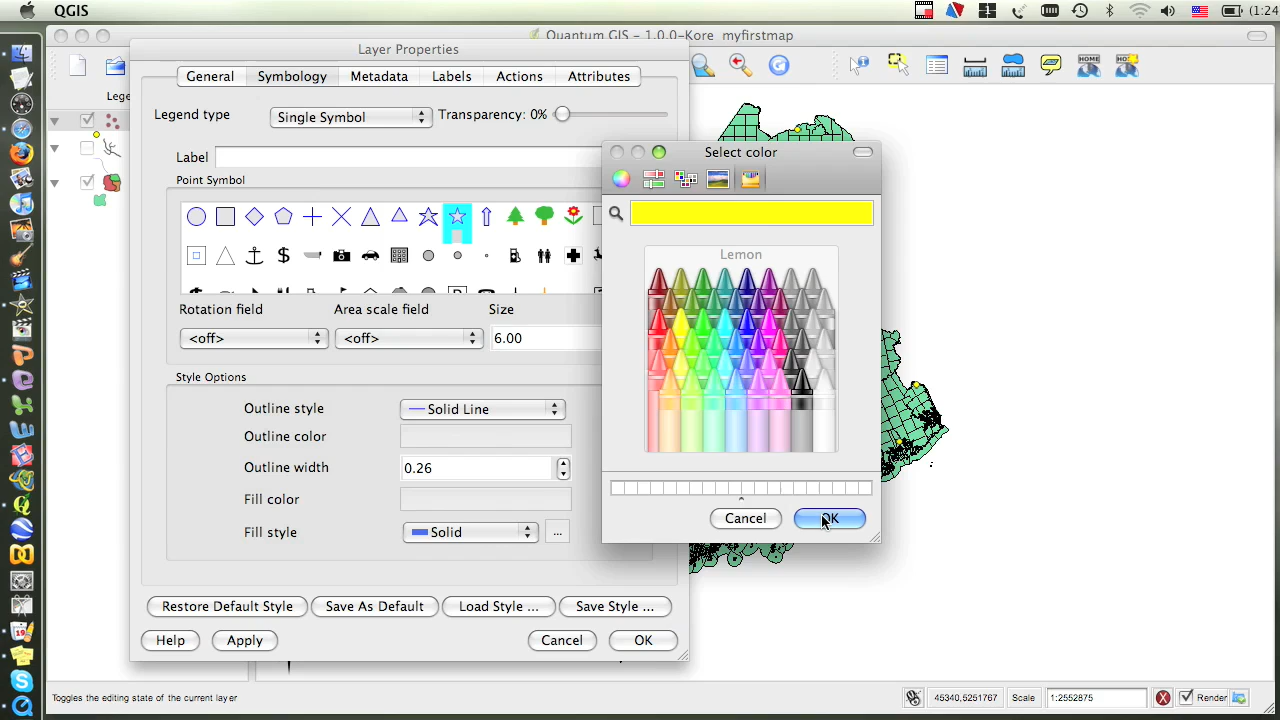 QGIS
(1:24
Quantum GIS - 1.0.0-Kore myfirstmap
Layer Properties
General Symbology Metadata Labels Actions Attributes
Lege
Legend type Single Symbol Transparency: 0%
Label
Point Symbol
Select color
Lemon
Rotation field Area scale field Size
<off> <off> 6.00
Style Options
Outline style Solid Line
Outline color
Outline width 0.26
Fill color
Fill style Solid ...
Cancel OK
Restore Default Style Save As Default Load Style ... Save Style ...
Help Apply Cancel OK
Toggles the editing state of the current layer
45340.5251767 Scale 1:2552875 Render